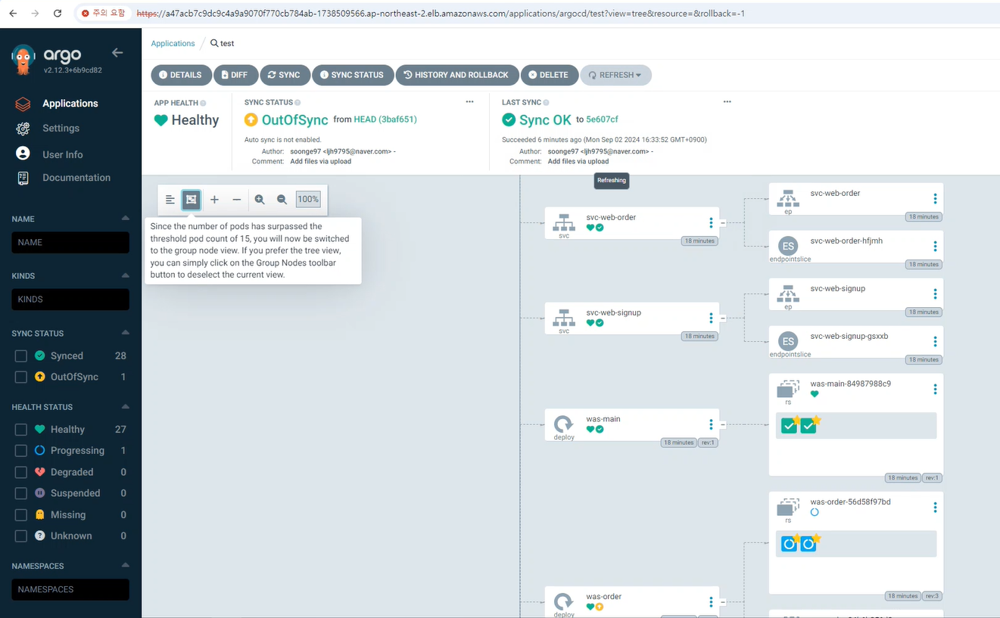 주의 요함
https://a47acb7c9dc9c4a9a9070f770cb784ab-1738509566.ap-northeast-2.elb.amazonaws.com/applications/argocd/test?view=tree&resource=&rollback=-1
argo
v2.12.3+6b9cd82
Applications
Settings
User Info
Documentation
NAME
NAME
KINDS
KINDS
SYNC STATUS
Synced 28
OutOfSync 1
HEALTH STATUS
Healthy 27
Progressing 1
Degraded 0
Suspended 0
Missing 0
Unknown 0
NAMESPACES
NAMESPACES
Applications / test
DETAILS DIFF SYNC SYNC STATUS HISTORY AND ROLLBACK DELETE REFRESH
APP HEALTH
Healthy
SYNC STATUS
OutOfSync from HEAD (3baf651)
Auto sync is not enabled.
Author: soonge97 <ljh9795@naver.com> -
Comment: Add files via upload
LAST SYNC
Sync OK to 5e607cf
Succeeded 6 minutes ago (Mon Sep 02 2024 16:33:52 GMT+0900)
Author: soonge97 <ljh9795@naver.com> -
Comment: Add files via upload
Refreshing
100%
Since the number of pods has surpassed the
threshold pod count of 15, you will now be switched
to the group node view. If you prefer the tree view,
you can simply click on the Group Nodes toolbar
button to deselect the current view.
svc-web-order
svc
18 minutes
svc-web-order
ep
18 minutes
ES
svc-web-order-hfjmh
endpointslice
18 minutes
svc-web-signup
svc
18 minutes
svc-web-signup
ep
18 minutes
ES
svc-web-signup-gsxxb
endpointslice
18 minutes
was-main
deploy
18 minutes rev:1
was-main-84987988c9
rs
18 minutes rev:1
was-order-56d58f97bd
rs
18 minutes rev:3
was-order
deploy